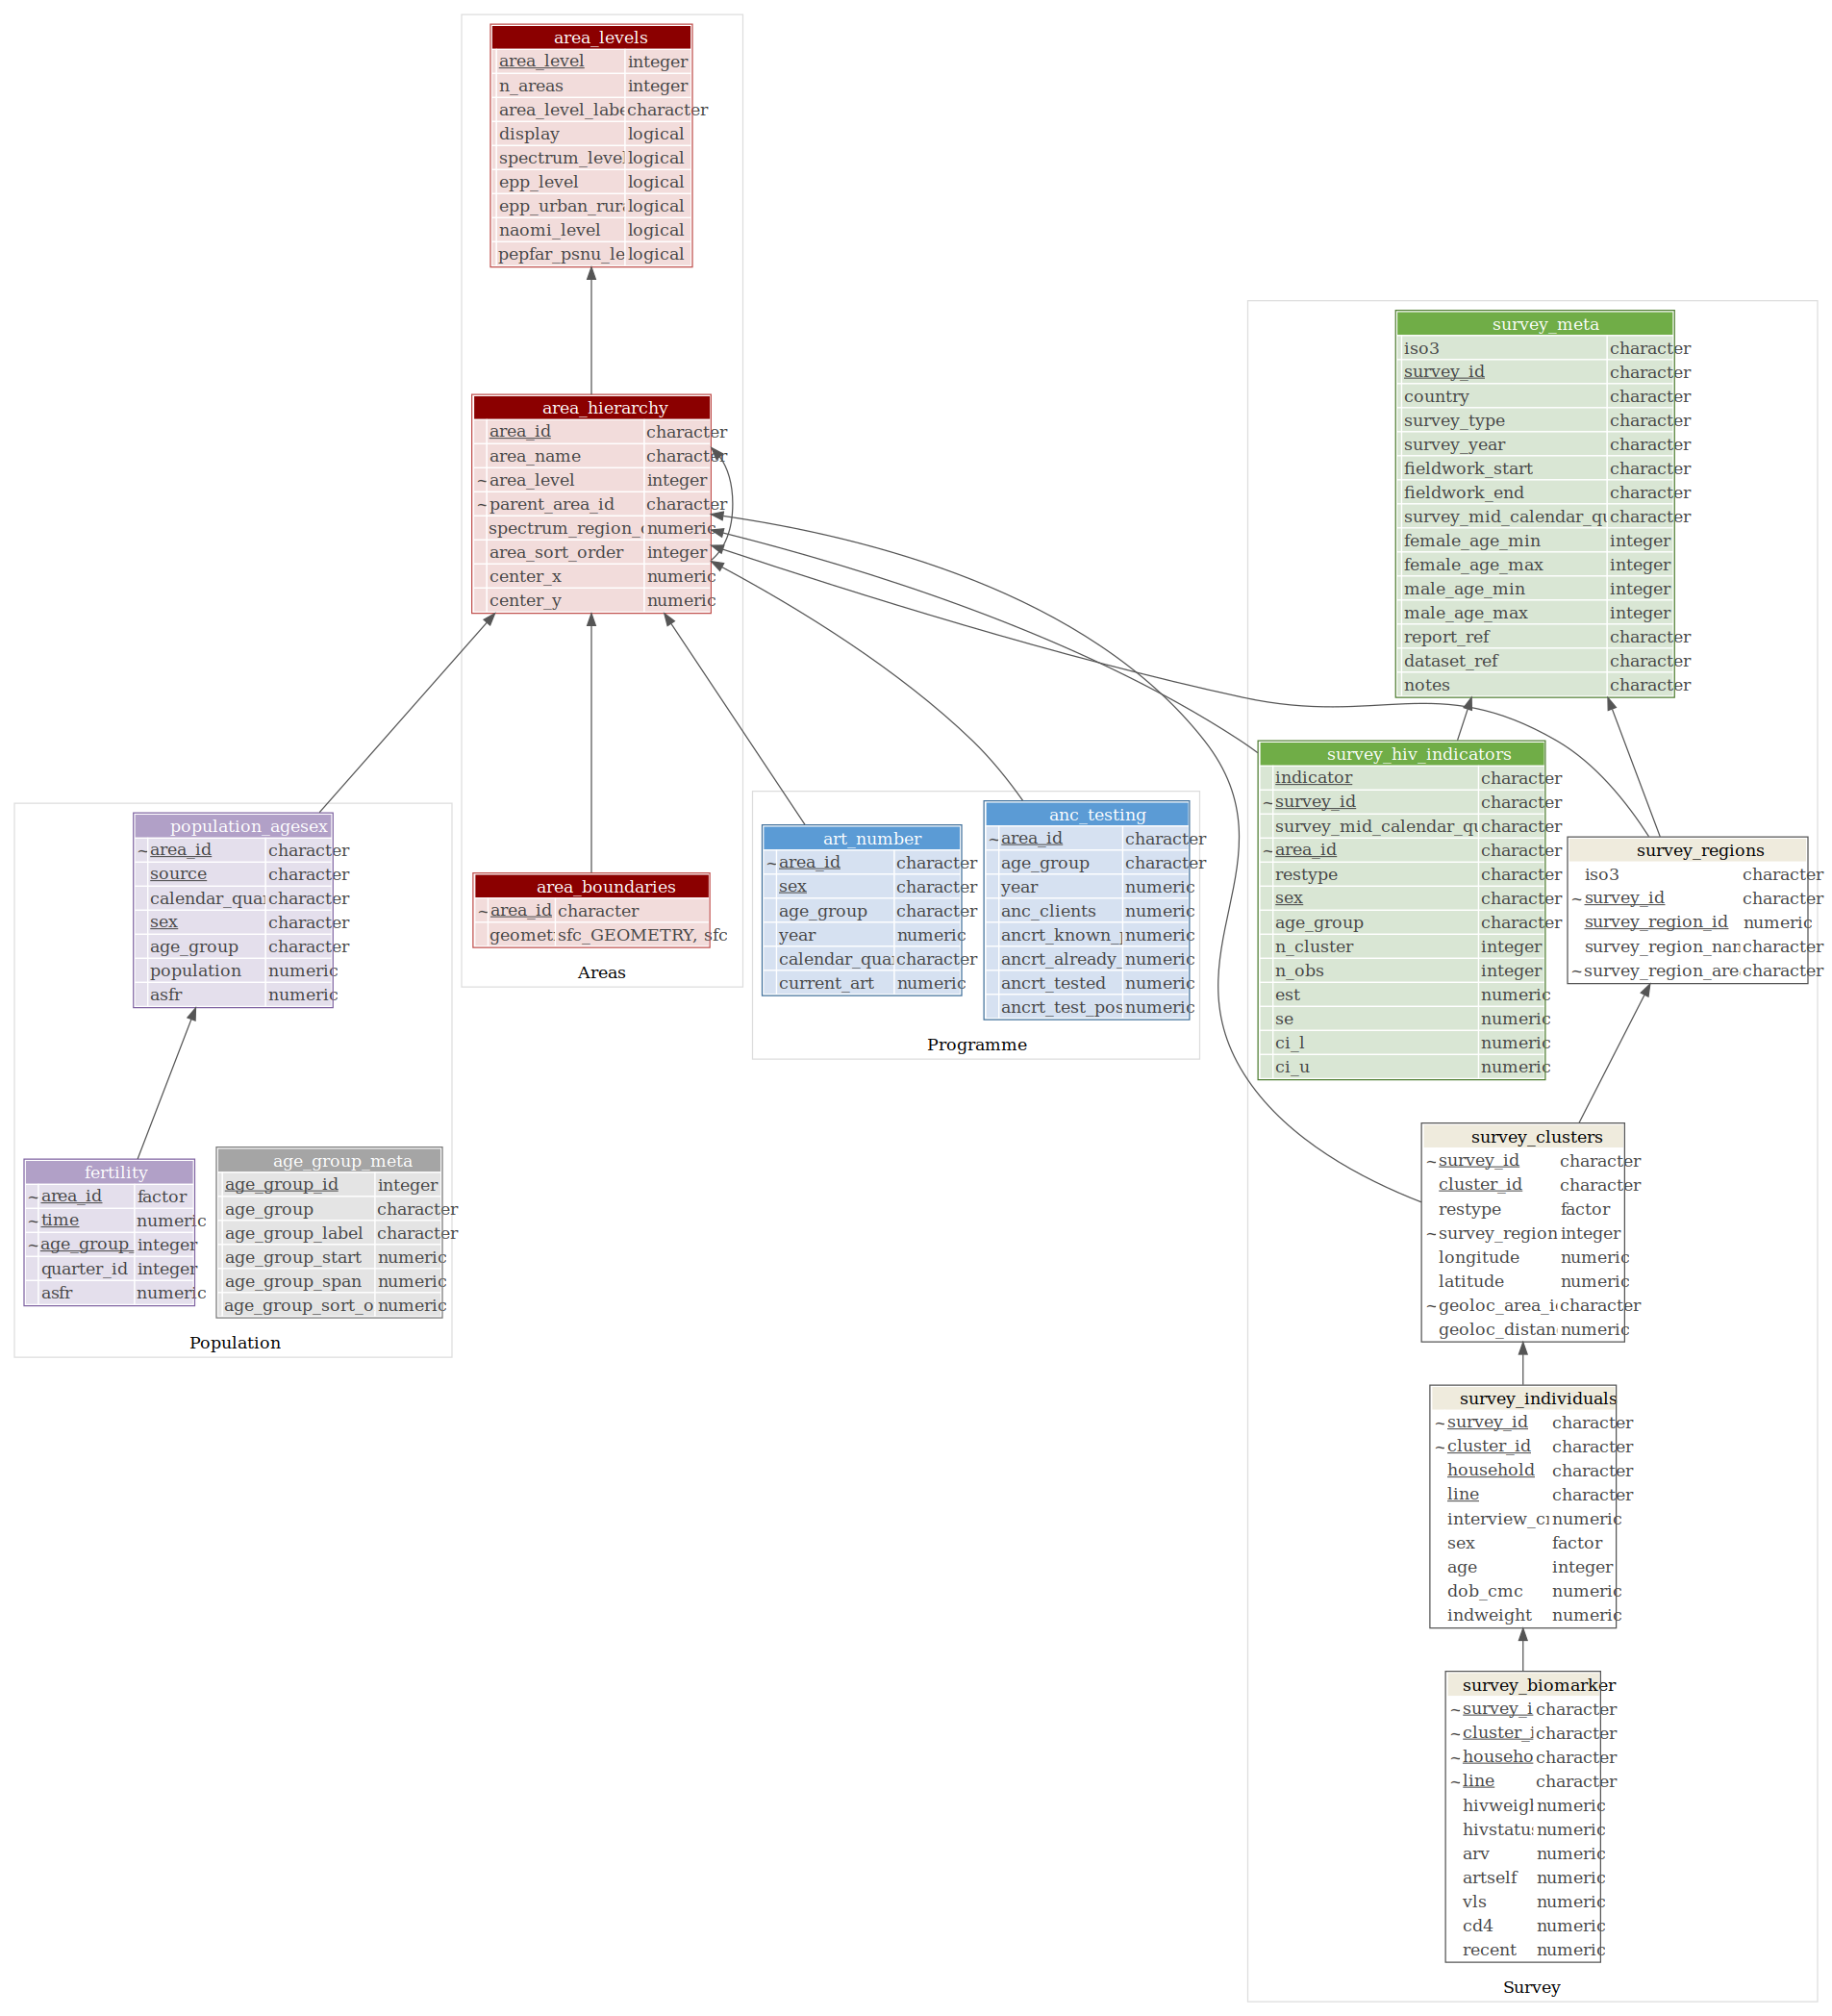 area_levels
area_level integer
n_areas integer
area_level_labe character
display logical
spectrum_level logical
epp_level logical
epp_urban_rura logical
naomi_level logical
pepfar_psnu_le logical
area_hierarchy
area_id character
area_name character
~ area_level integer
~ parent_area_id character
spectrum_region_c numeric
area_sort_order integer
center_x numeric
center_y numeric
area_boundaries
~ area_id character
geometr sfc_GEOMETRY, sfc
Areas
population_agesex
~ area_id character
source character
calendar_quar character
sex character
age_group character
population numeric
asfr numeric
fertility
~ area_id factor
~ time numeric
~ age_group_ integer
quarter_id integer
asfr numeric
age_group_meta
age_group_id integer
age_group character
age_group_label character
age_group_start numeric
age_group_span numeric
age_group_sort_o numeric
Population
art_number
~ area_id character
sex character
age_group character
year numeric
calendar_quar character
current_art numeric
anc_testing
~ area_id character
age_group character
year numeric
anc_clients numeric
ancrt_known_p numeric
ancrt_already_ numeric
ancrt_tested numeric
ancrt_test_pos numeric
Programme
survey_meta
iso3 character
survey_id character
country character
survey_type character
survey_year character
fieldwork_start character
fieldwork_end character
survey_mid_calendar_qu character
female_age_min integer
female_age_max integer
male_age_min integer
male_age_max integer
report_ref character
dataset_ref character
notes character
survey_hiv_indicators
indicator character
~ survey_id character
survey_mid_calendar_qu character
~ area_id character
restype character
sex character
age_group character
n_cluster integer
n_obs integer
est numeric
se numeric
ci_l numeric
ci_u numeric
survey_regions
iso3 character
~ survey_id character
survey_region_id numeric
survey_region_nam character
~ survey_region_are character
survey_clusters
~ survey_id character
cluster_id character
restype factor
~ survey_region integer
longitude numeric
latitude numeric
~ geoloc_area_id character
geoloc_distan numeric
survey_individuals
~ survey_id character
~ cluster_id character
household character
line character
interview_cm numeric
sex factor
age integer
dob_cmc numeric
indweight numeric
survey_biomarker
~ survey_i character
~ cluster_i character
~ househo character
~ line character
hivweigh numeric
hivstatus numeric
arv numeric
artself numeric
vls numeric
cd4 numeric
recent numeric
Survey